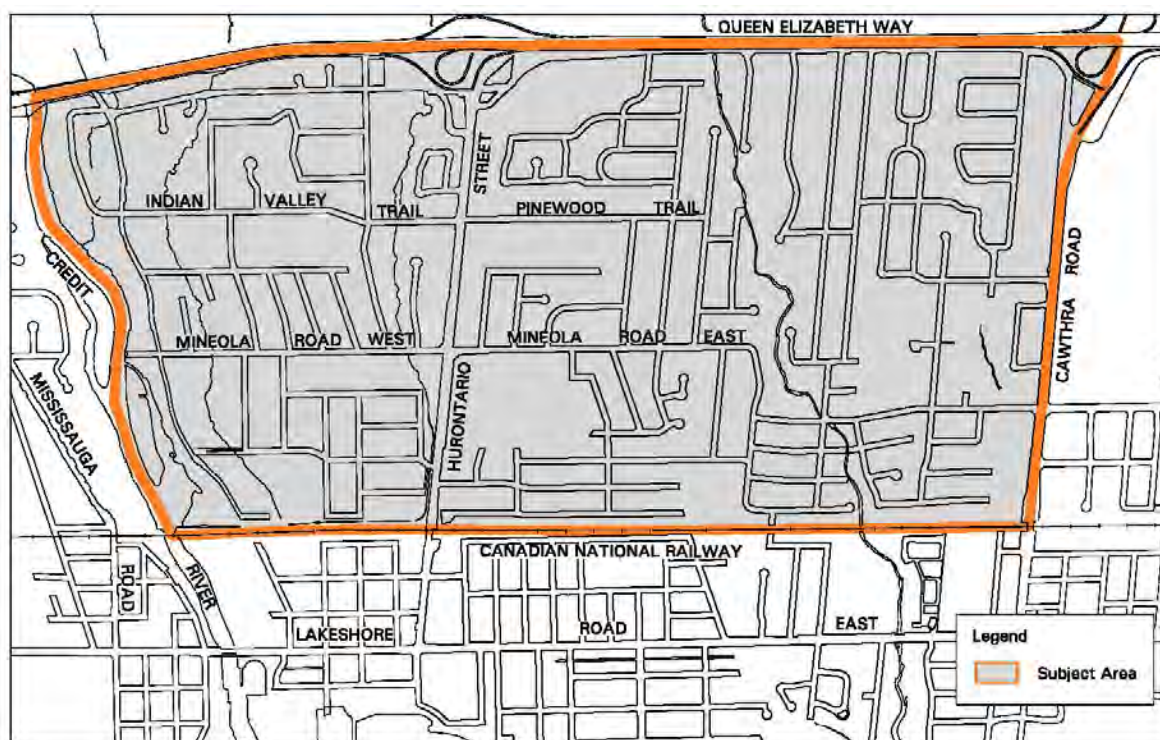 QUEEN ELIZABETH WAY
INDIAN VALLEY TRAIL
STREET
PINEWOOD TRAIL
CREDIT
CAWTHRA ROAD
MINEOLA ROAD WEST
MINEOLA ROAD EAST
MISSISSAUGA
HURONTARIO
CANADIAN NATIONAL RAILWAY
ROAD
RIVER
LAKESHORE ROAD EAST
Legend
Subject Area